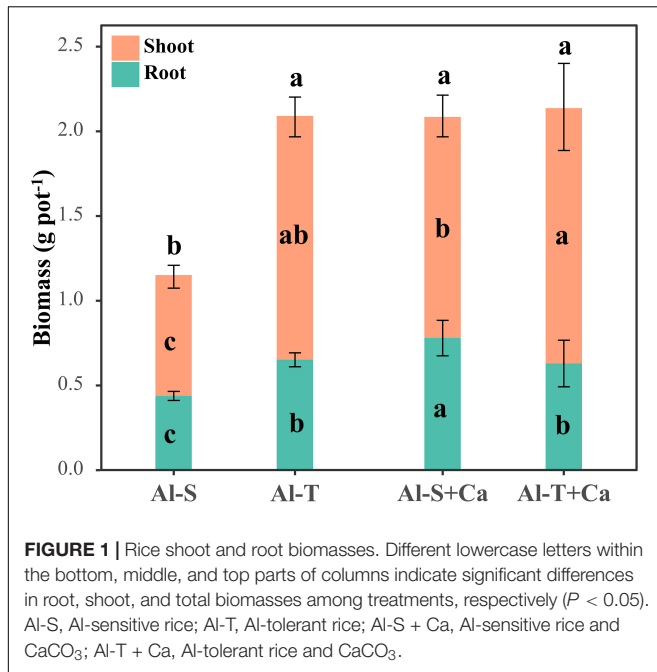 Shoot
Root
2.5
2.0
1.5
1.0
0.5
0.0
Biomass (g pot⁻¹)
b
c
c
a
ab
b
a
b
a
a
a
b
Al-S
Al-T
Al-S+Ca
Al-T+Ca
FIGURE 1 | Rice shoot and root biomasses. Different lowercase letters within
the bottom, middle, and top parts of columns indicate significant differences
in root, shoot, and total biomasses among treatments, respectively (P < 0.05).
Al-S, Al-sensitive rice; Al-T, Al-tolerant rice; Al-S + Ca, Al-sensitive rice and
CaCO₃; Al-T + Ca, Al-tolerant rice and CaCO₃.